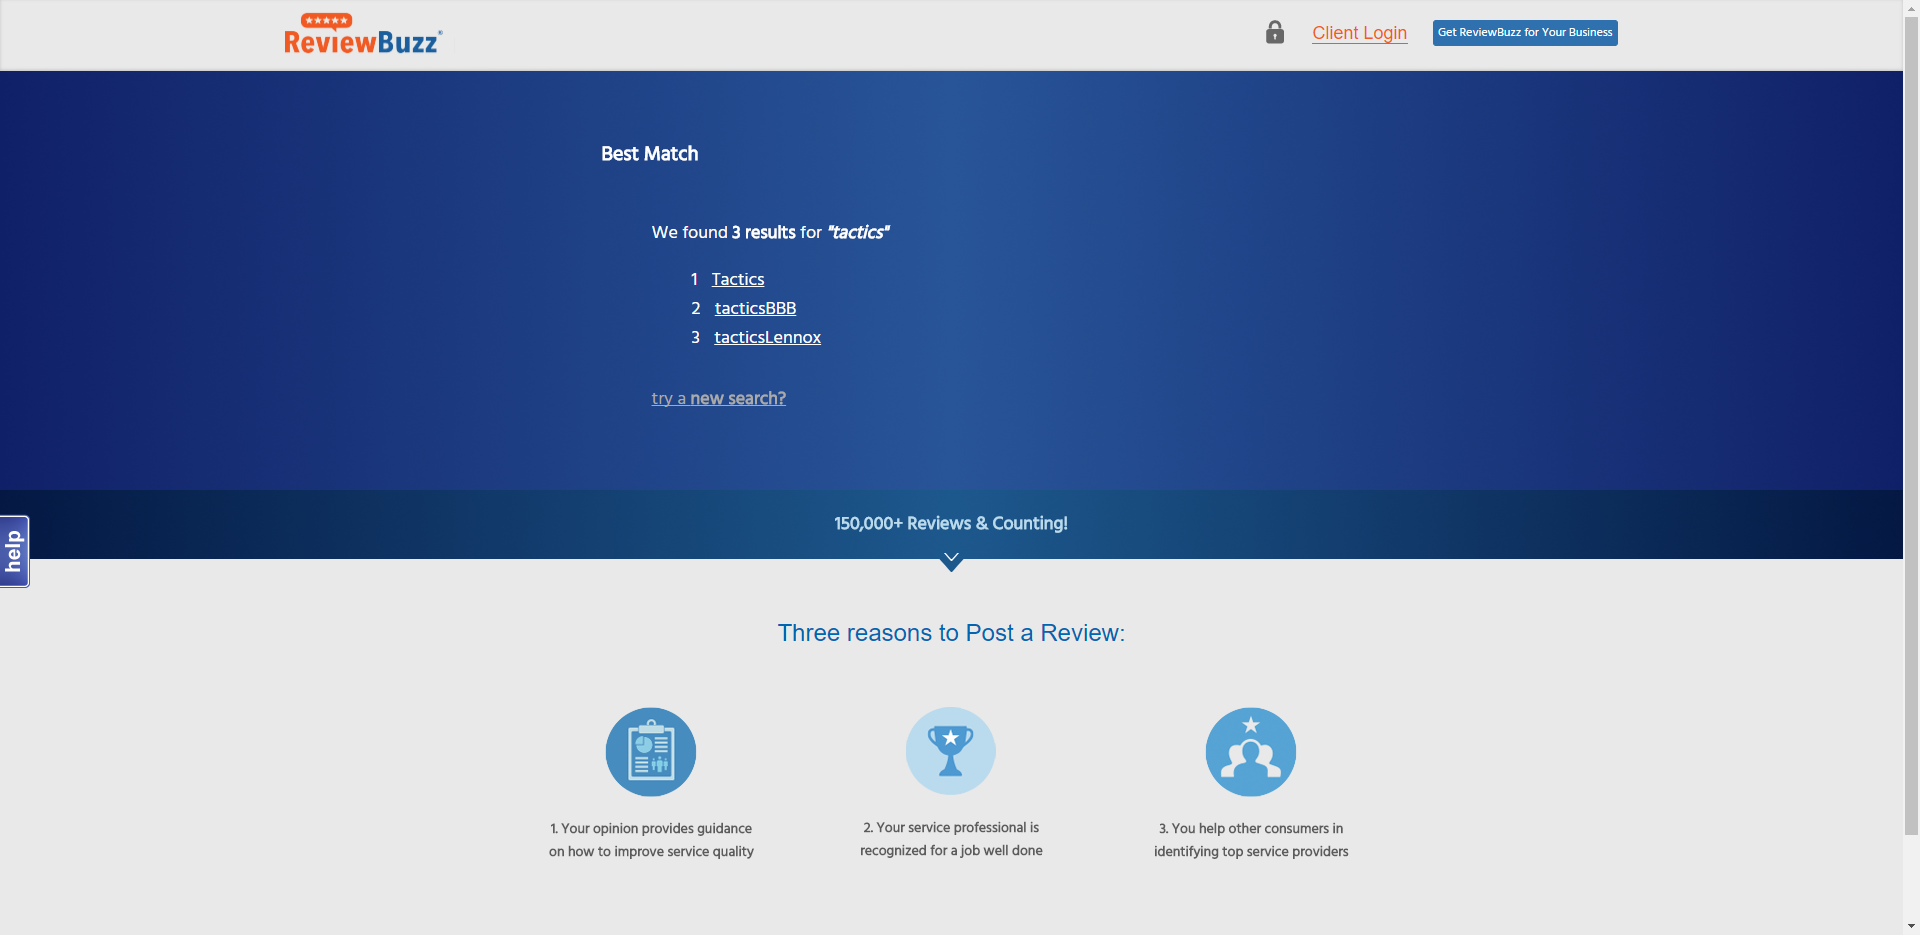 ReviewBuzz®
Client Login
Get ReviewBuzz for Your Business
Best Match
We found 3 results for "tactics"
1 Tactics
2 tacticsBBB
3 tacticsLennox
try a new search?
150,000+ Reviews & Counting!
help
Three reasons to Post a Review:
1. Your opinion provides guidance
on how to improve service quality
2. Your service professional is
recognized for a job well done
3. You help other consumers in
identifying top service providers